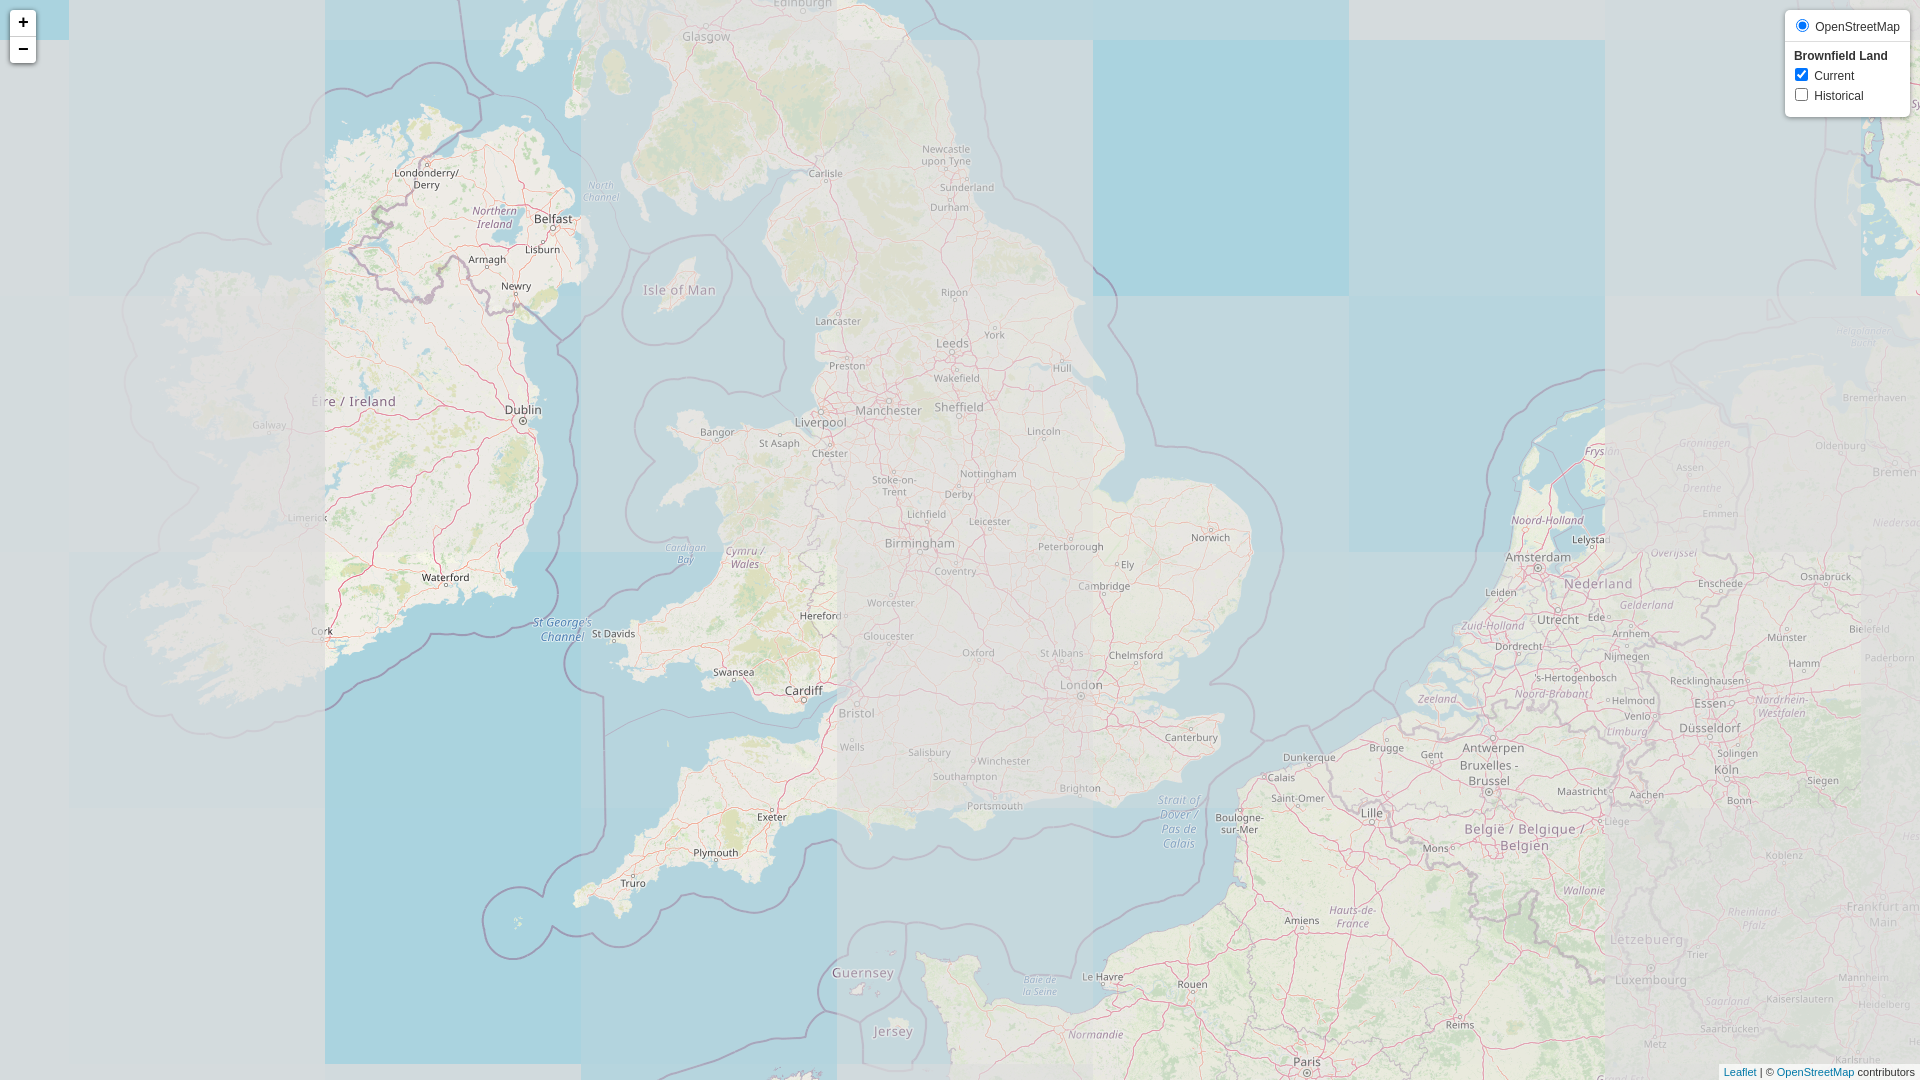 +
−
OpenStreetMap
Brownfield Land
Current
Historical
Edinburgh
Glasgow
Newcastle
upon Tyne
Londonderry/
Derry
Carlisle
Sunderland
North
Channel
Durham
Northern
Ireland
Belfast
Lisburn
Armagh
Newry
Isle of Man
Ripon
Lancaster
York
Leeds
Preston
Hull
Wakefield
Éire / Ireland
Dublin
Manchester
Sheffield
Bremerhaven
Galway
Liverpool
Bangor
St Asaph
Lincoln
Chester
Groningen
Oldenburg
Fryslân
Assen
Bremen
Nottingham
Stoke-on-
Trent
Derby
Drenthe
Lichfield
Leicester
Emmen
Limerick
Noord-Holland
Birmingham
Peterborough
Norwich
Lelystad
Cardigan
Bay
Cymru /
Wales
Overijssel
Amsterdam
Ely
Coventry
Waterford
Cambridge
Nederland
Enschede
Osnabrück
Leiden
Worcester
Gelderland
Hereford
St George's
Channel
Cork
St Davids
Gloucester
Utrecht
Ede
Zuid-Holland
Arnhem
Bielefeld
Münster
Oxford
St Albans
Chelmsford
Dordrecht
Nijmegen
Paderborn
Hamm
Swansea
Cardiff
London
's-Hertogenbosch
Recklinghausen
Zeeland
Noord-Brabant
Helmond
Essen
Nordrhein-
Westfalen
Bristol
Venlo
Limburg
Düsseldorf
Canterbury
Wells
Salisbury
Winchester
Brugge
Gent
Antwerpen
Solingen
Dunkerque
Bruxelles -
Brussel
Köln
Southampton
Calais
Siegen
Brighton
Maastricht
Aachen
Bonn
Portsmouth
Strait of
Dover /
Pas de
Calais
Saint-Omer
Exeter
Boulogne-
sur-Mer
Lille
België / Belgique /
Belgien
Liège
Mons
Plymouth
Koblenz
Truro
Wallonie
Hauts-de-
France
Rheinland
Pfalz
Frankfurt am
Main
Amiens
Lëtzebuerg
Trier
Guernsey
Le Havre
Baie de
la Seine
Rouen
Luxembourg
Mannheim
Saarland
Kaiserslautern
Heidelberg
Jersey
Normandie
Reims
Saarbrücken
Metz
Paris
Karlsruhe
Leaflet | © OpenStreetMap contributors